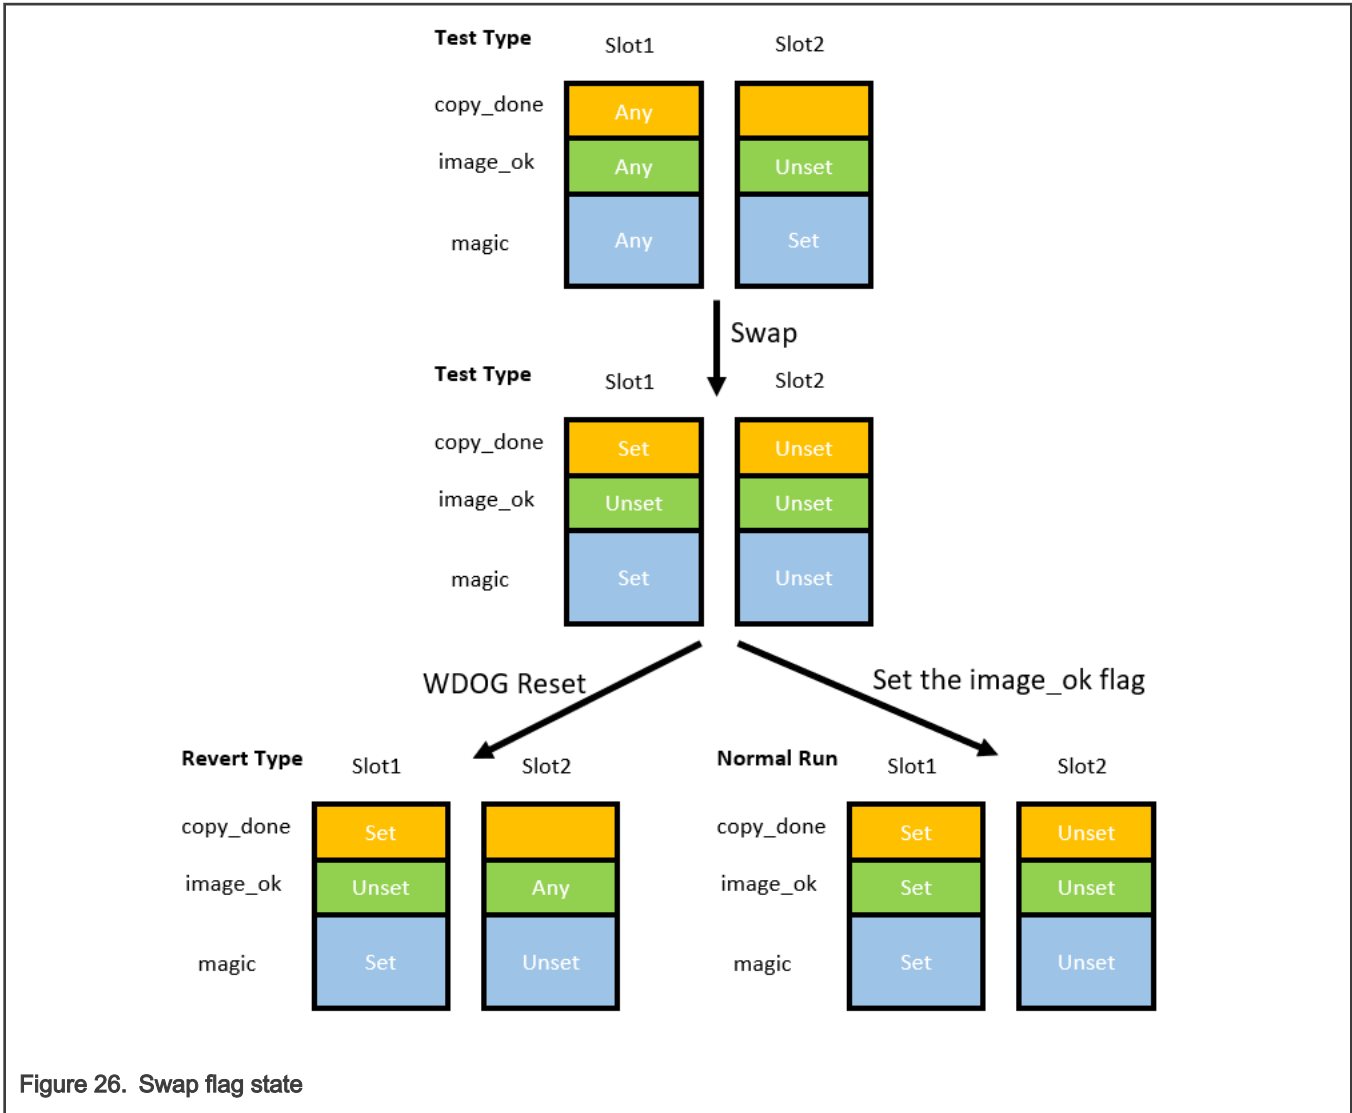 Test Type Slot1 Slot2
copy_done Any
image_ok Any Unset
magic Any Set
Swap
Test Type Slot1 Slot2
copy_done Set Unset
image_ok Unset Unset
magic Set Unset
WDOG Reset
Set the image_ok flag
Revert Type Slot1 Slot2
copy_done Set
image_ok Unset Any
magic Set Unset
Normal Run Slot1 Slot2
copy_done Set Unset
image_ok Set Unset
magic Set Unset
Figure 26. Swap flag state